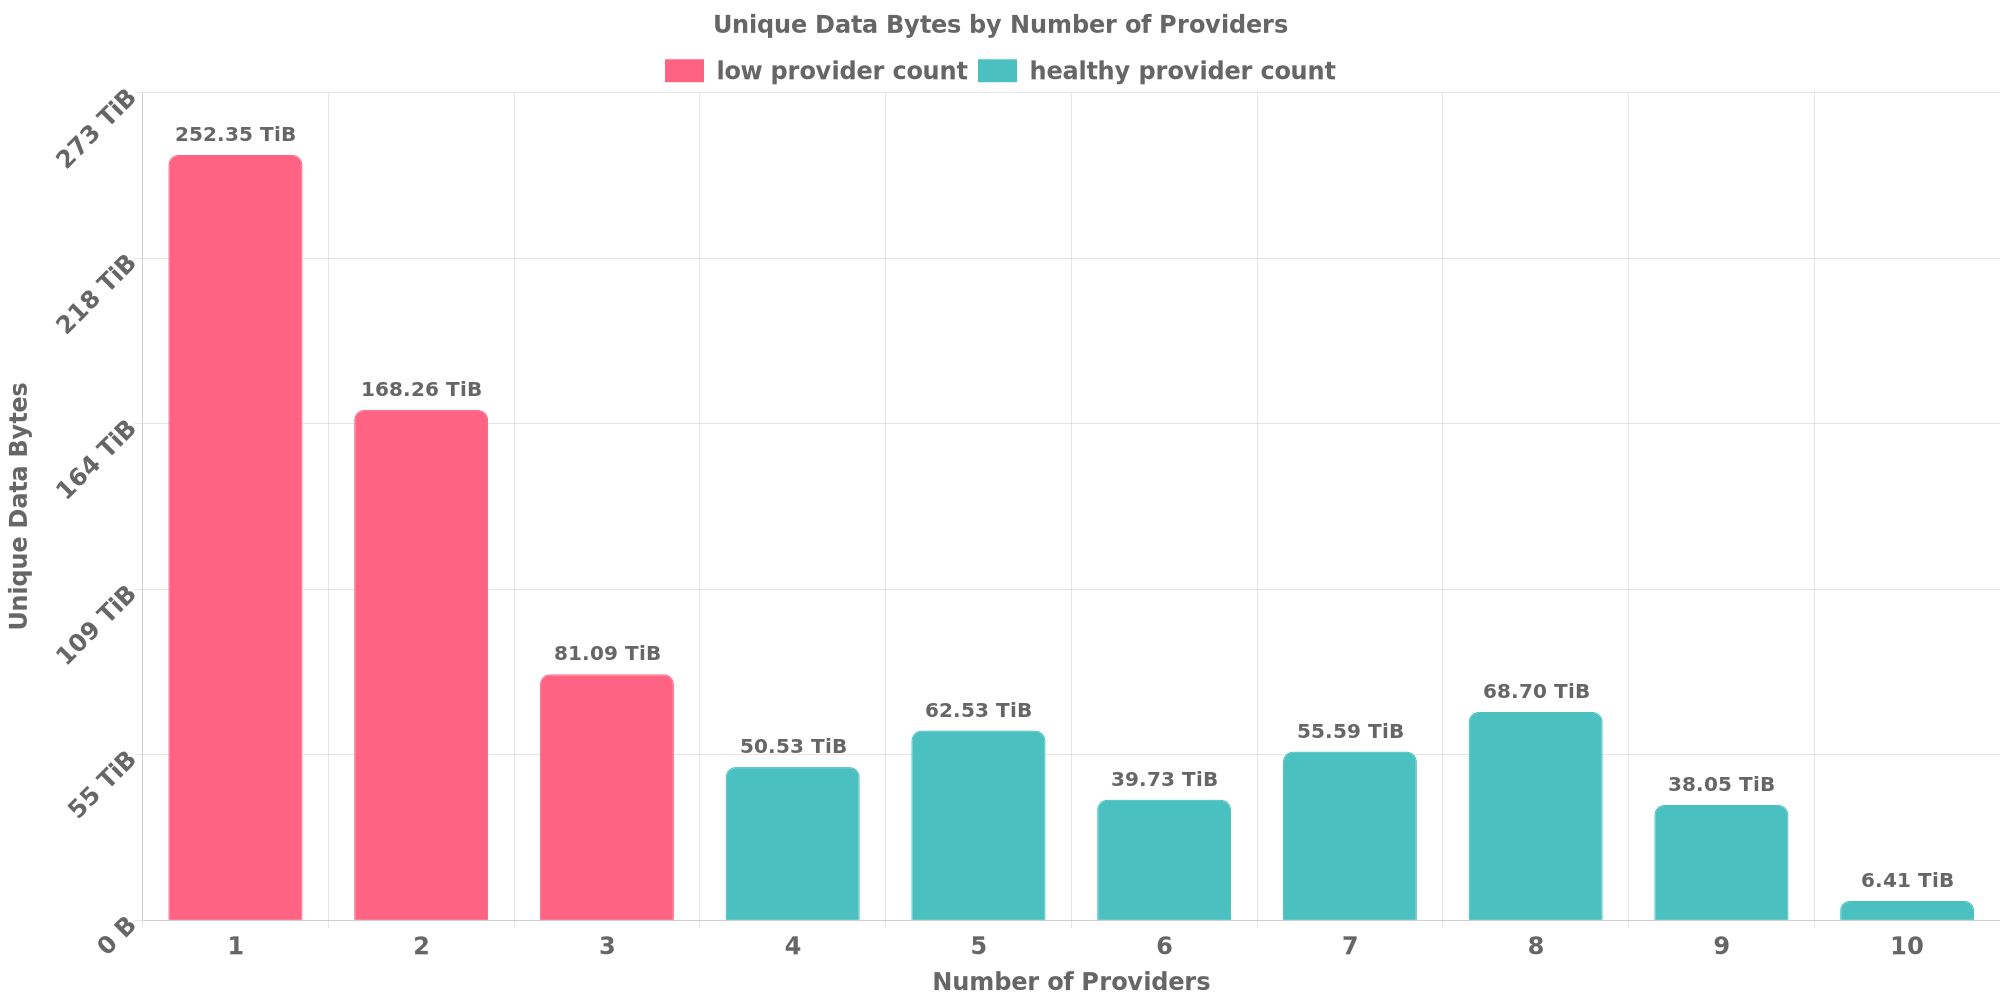 Unique Data Bytes by Number of Providers
low provider count healthy provider count
273 TiB
218 TiB
164 TiB
109 TiB
55 TiB
0 B
Unique Data Bytes
252.35 TiB
168.26 TiB
81.09 TiB
50.53 TiB
62.53 TiB
39.73 TiB
55.59 TiB
68.70 TiB
38.05 TiB
6.41 TiB
1 2 3 4 5 6 7 8 9 10
Number of Providers